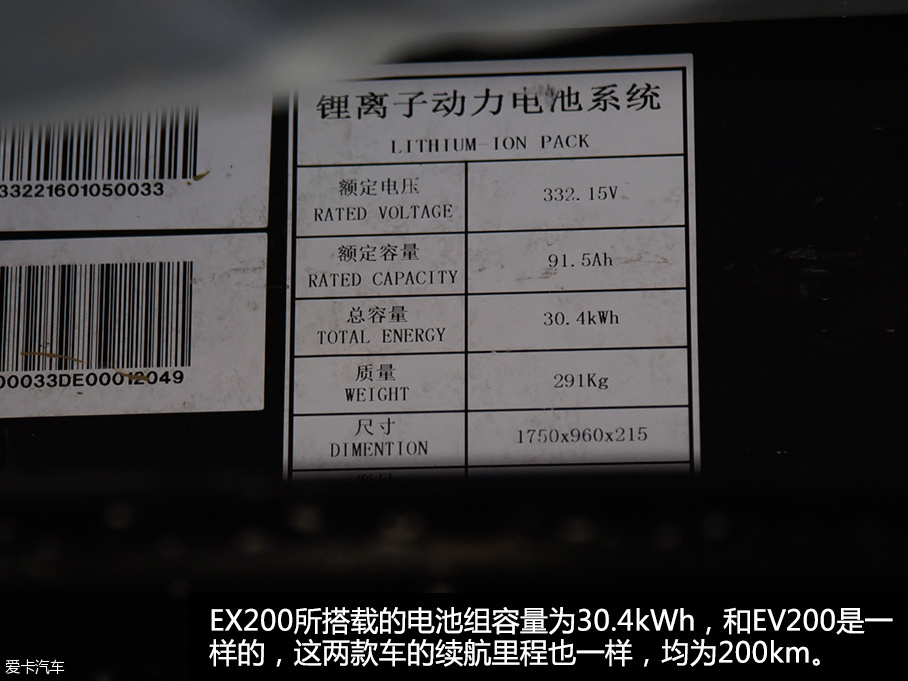 锂离子动力电池系统
LITHIUM-ION PACK
33221601050033
额定电压
RATED VOLTAGE
332.15V
额定容量
RATED CAPACITY
91.5Ah
总容量
TOTAL ENERGY
30.4kWh
00033DE00012049
质量
WEIGHT
291Kg
尺寸
DIMENTION
1750x960x215
EX200所搭载的电池组容量为30.4kWh，和EV200是一
样的，这两款车的续航里程也一样，均为200km。
爱卡汽车